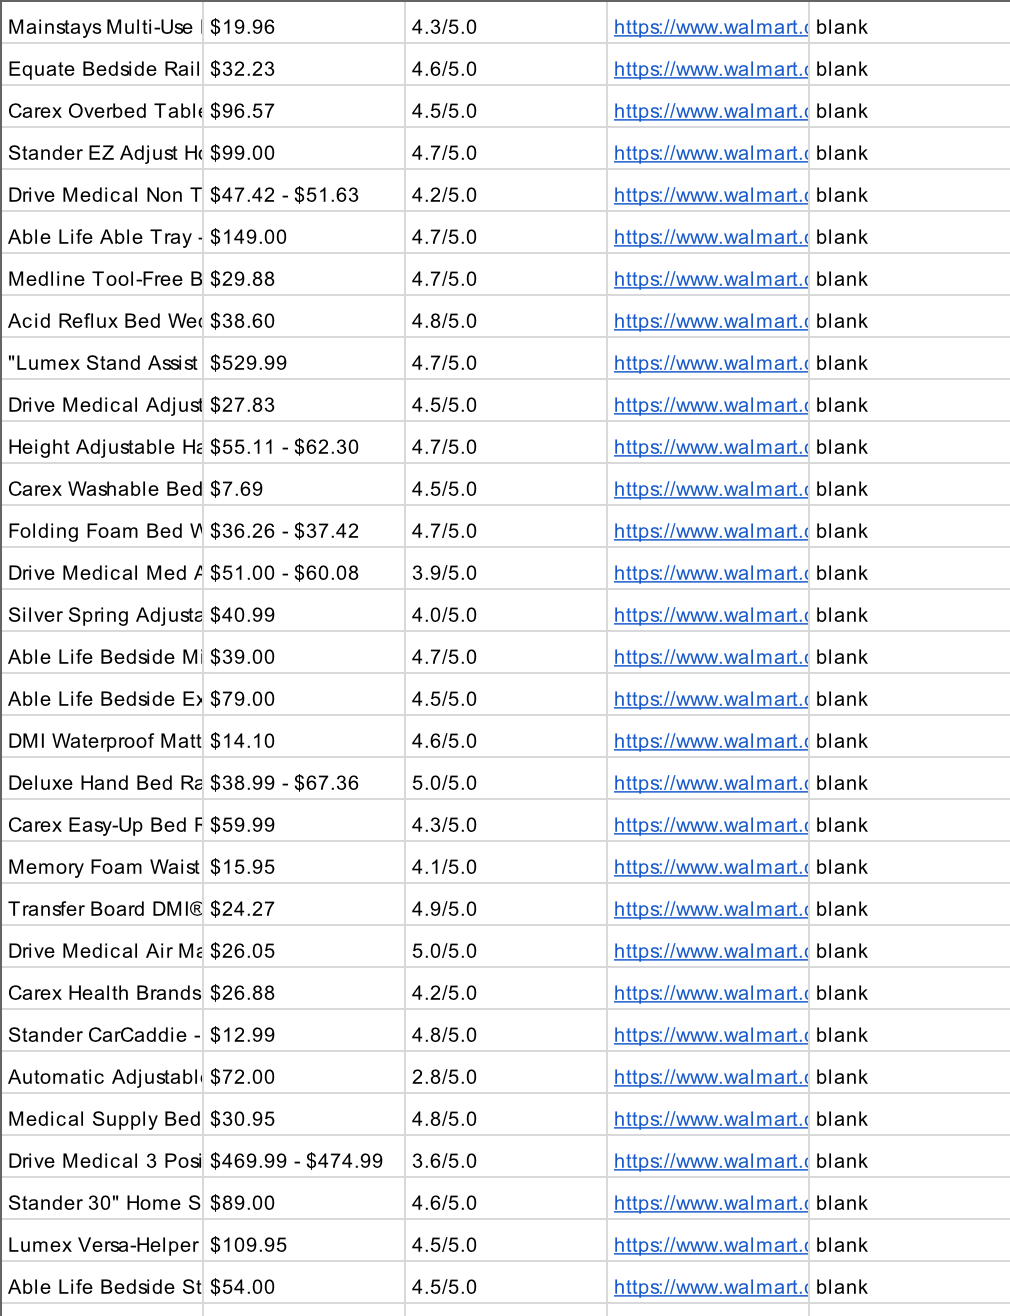 Mainstays Multi-Use $19.96 4.3/5.0 https://www.walmart. blank
Equate Bedside Rail $32.23 4.6/5.0 https://www.walmart. blank
Carex Overbed Table $96.57 4.5/5.0 https://www.walmart. blank
Stander EZ Adjust Ho $99.00 4.7/5.0 https://www.walmart. blank
Drive Medical Non T $47.42 - $51.63 4.2/5.0 https://www.walmart. blank
Able Life Able Tray - $149.00 4.7/5.0 https://www.walmart. blank
Medline Tool-Free B $29.88 4.7/5.0 https://www.walmart. blank
Acid Reflux Bed Wed $38.60 4.8/5.0 https://www.walmart. blank
"Lumex Stand Assist $529.99 4.7/5.0 https://www.walmart. blank
Drive Medical Adjust $27.83 4.5/5.0 https://www.walmart. blank
Height Adjustable Ha $55.11 - $62.30 4.7/5.0 https://www.walmart. blank
Carex Washable Bed $7.69 4.5/5.0 https://www.walmart. blank
Folding Foam Bed W $36.26 - $37.42 4.7/5.0 https://www.walmart. blank
Drive Medical Med A $51.00 - $60.08 3.9/5.0 https://www.walmart. blank
Silver Spring Adjusta $40.99 4.0/5.0 https://www.walmart. blank
Able Life Bedside Mi $39.00 4.7/5.0 https://www.walmart. blank
Able Life Bedside Ex $79.00 4.5/5.0 https://www.walmart. blank
DMI Waterproof Matt $14.10 4.6/5.0 https://www.walmart. blank
Deluxe Hand Bed Ra $38.99 - $67.36 5.0/5.0 https://www.walmart. blank
Carex Easy-Up Bed R $59.99 4.3/5.0 https://www.walmart. blank
Memory Foam Waist $15.95 4.1/5.0 https://www.walmart. blank
Transfer Board DMI® $24.27 4.9/5.0 https://www.walmart. blank
Drive Medical Air Ma $26.05 5.0/5.0 https://www.walmart. blank
Carex Health Brands $26.88 4.2/5.0 https://www.walmart. blank
Stander CarCaddie - $12.99 4.8/5.0 https://www.walmart. blank
Automatic Adjustabl $72.00 2.8/5.0 https://www.walmart. blank
Medical Supply Bed $30.95 4.8/5.0 https://www.walmart. blank
Drive Medical 3 Posi $469.99 - $474.99 3.6/5.0 https://www.walmart. blank
Stander 30" Home S $89.00 4.6/5.0 https://www.walmart. blank
Lumex Versa-Helper $109.95 4.5/5.0 https://www.walmart. blank
Able Life Bedside St $54.00 4.5/5.0 https://www.walmart. blank